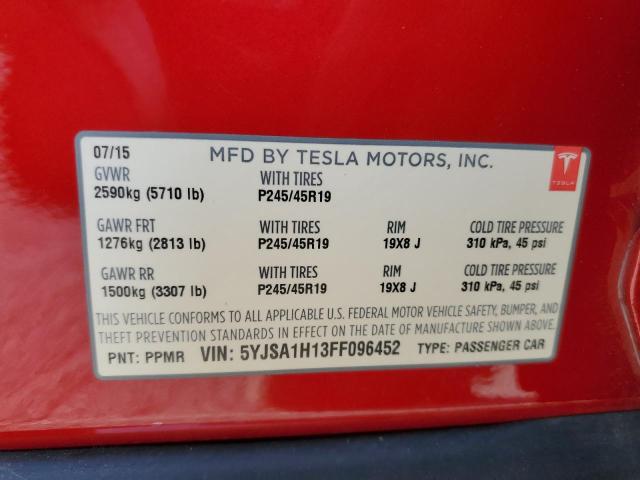 07/15 MFD BY TESLA MOTORS, INC.
GVWR WITH TIRES
2590kg (5710 lb) P245/45R19
TESLA
GAWR FRT WITH TIRES RIM COLD TIRE PRESSURE
1276kg (2813 lb) P245/45R19 19X8 J 310 kPa, 45 psi
GAWR RR WITH TIRES RIM COLD TIRE PRESSURE
1500kg (3307 lb) P245/45R19 19X8 J 310 kPa, 45 psi
THIS VEHICLE CONFORMS TO ALL APPLICABLE U.S. FEDERAL MOTOR VEHICLE SAFETY, BUMPER, AND
THEFT PREVENTION STANDARDS IN EFFECT ON THE DATE OF MANUFACTURE SHOWN ABOVE.
PNT: PPMR VIN: 5YJSA1H13FF096452 TYPE: PASSENGER CAR